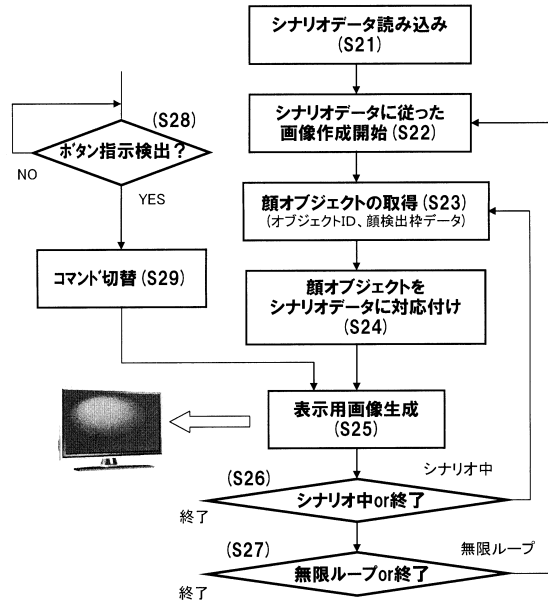 シナリオデータ読み込み
(S21)
シナリオデータに従った
画像作成開始(S22)
顔オブジェクトの取得(S23)
(オブジェクトID、顔検出枠データ)
顔オブジェクトを
シナリオデータに対応付け
(S24)
(S28)
ボタン指示検出?
NO
YES
コマンド切替(S29)
表示用画像生成
(S25)
シナリオ中
(S26)
シナリオ中or終了
終了
(S27)
無限ループ
無限ループor終了
終了